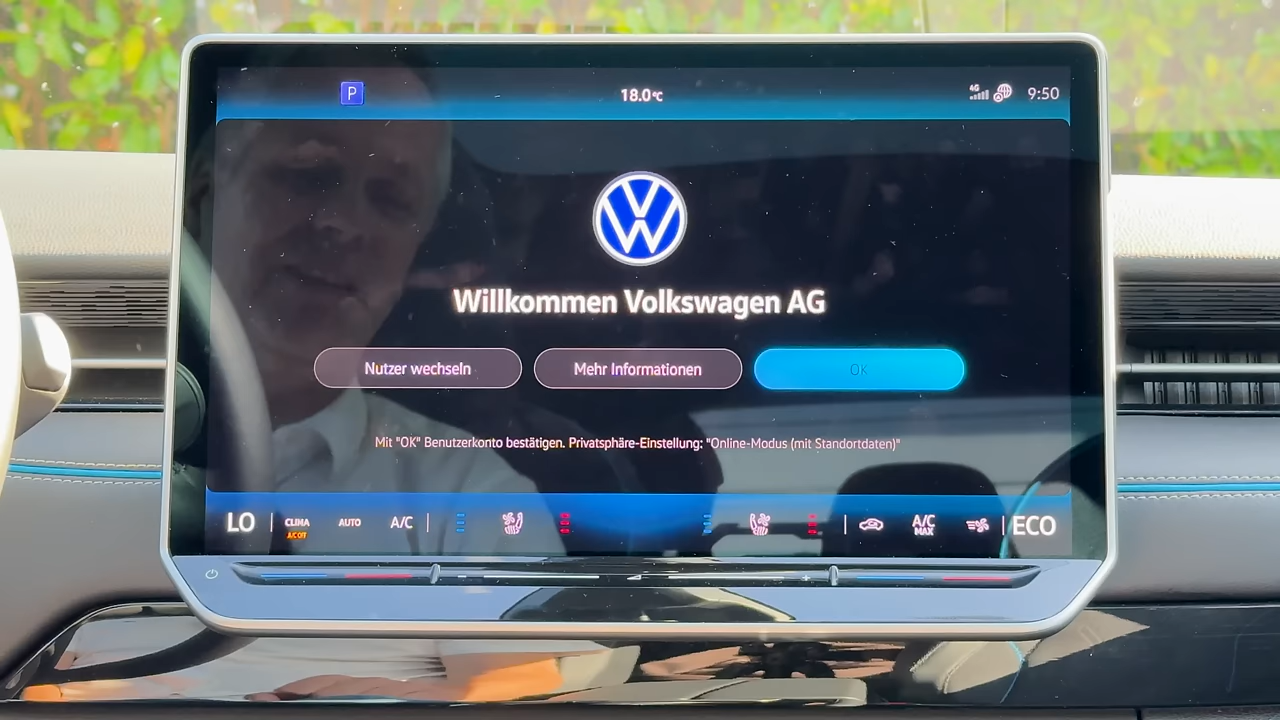 P
18.0°C
4G
9:50
Willkommen Volkswagen AG
Nutzer wechseln
Mehr Informationen
OK
Mit "OK" Benutzerkonto bestätigen. Privatsphäre-Einstellung: "Online-Modus (mit Standortdaten)"
LO
CLIMA
A/C OFF
AUTO
A/C
A/C
MAX
ECO